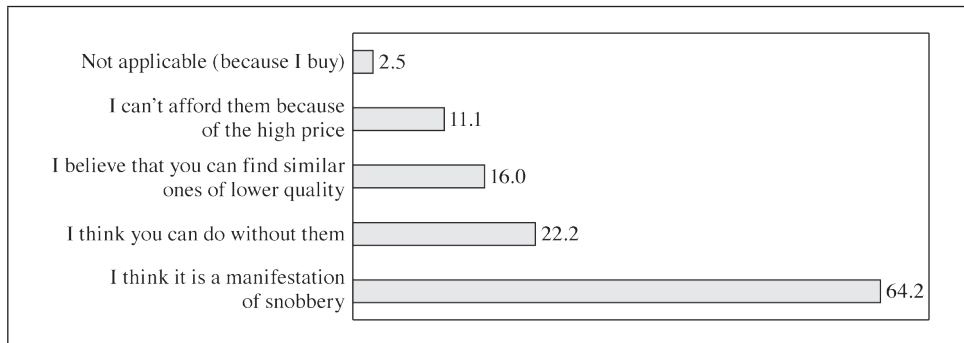 Not applicable (because I buy) 2.5
I can't afford them because
of the high price 11.1
I believe that you can find similar
ones of lower quality 16.0
I think you can do without them 22.2
I think it is a manifestation
of snobbery 64.2